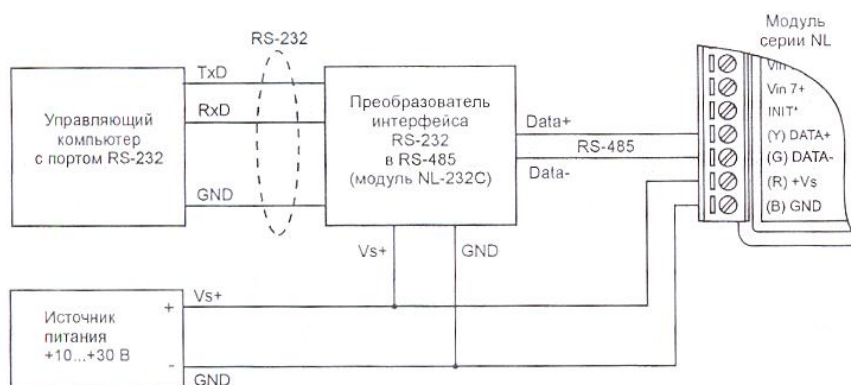 RS-232
Модуль
серии NL
TxD
RxD
GND
Управляющий
компьютер
с портом RS-232
Преобразователь
интерфейса
RS-232
в RS-485
(модуль NL-232C)
Data+
RS-485
Data-
Vin
Vin 7+
INIT*
(Y) DATA+
(G) DATA-
(R) +Vs
(B) GND
Vs+
GND
Источник
питания
+10...+30 В
+
-
Vs+
GND